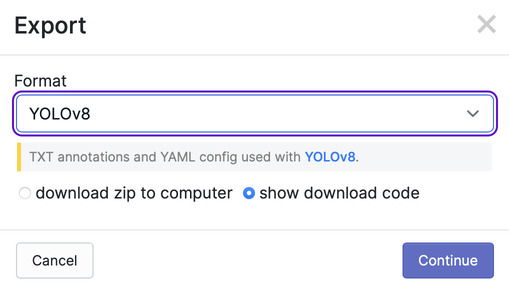 Export
Format
YOLOv8
TXT annotations and YAML config used with YOLOv8.
download zip to computer show download code
Cancel Continue